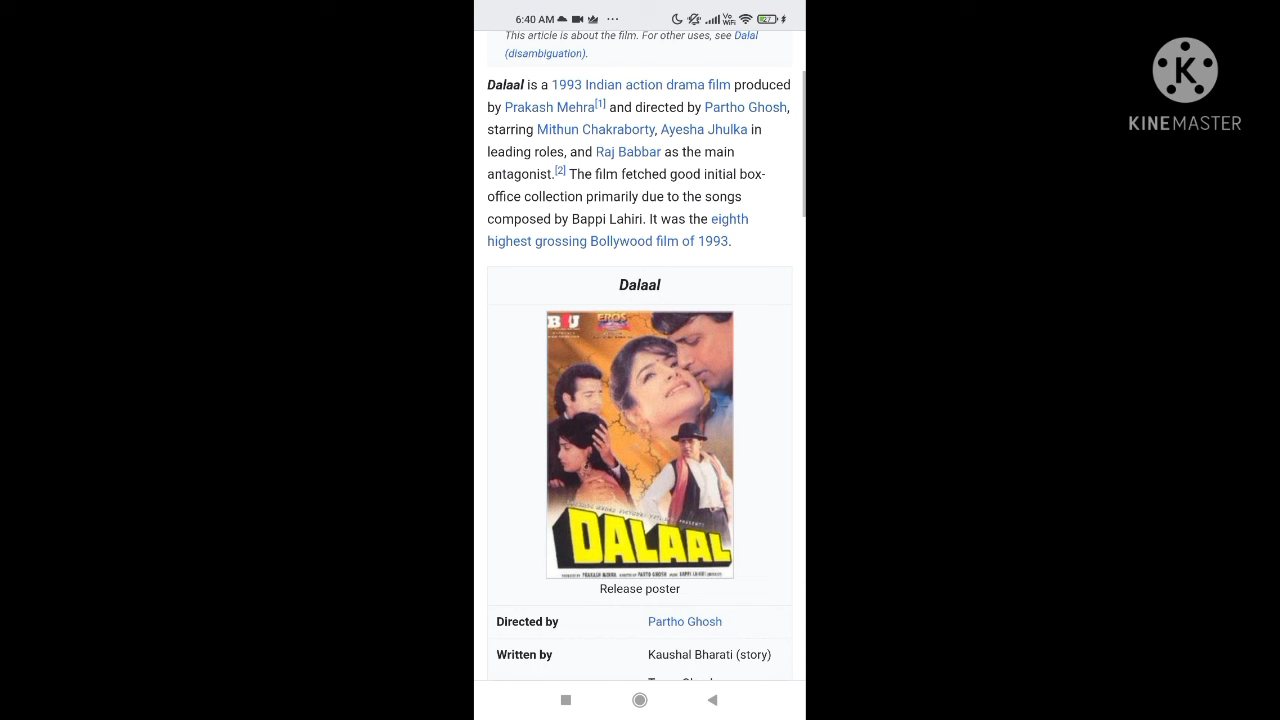 6:40 AM
Vo
WiFi
27
This article is about the film. For other uses, see Dalal
(disambiguation).
Dalaal is a 1993 Indian action drama film produced
by Prakash Mehra[1] and directed by Partho Ghosh,
starring Mithun Chakraborty, Ayesha Jhulka in
leading roles, and Raj Babbar as the main
antagonist.[2] The film fetched good initial box-
office collection primarily due to the songs
composed by Bappi Lahiri. It was the eighth
highest grossing Bollywood film of 1993.
Dalaal
EROS
DALAAL
Release poster
Directed by Partho Ghosh
Written by Kaushal Bharati (story)
K
KINEMASTER